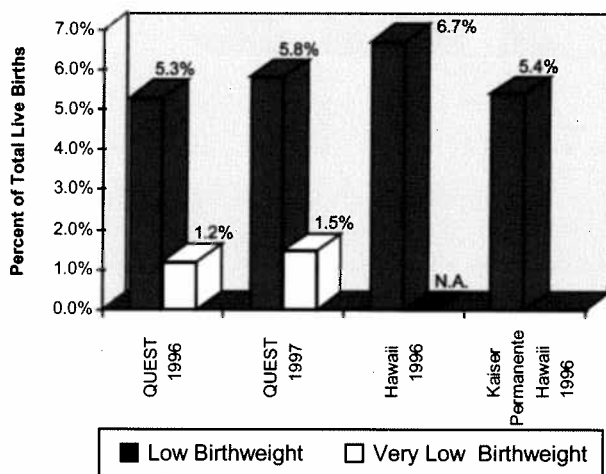 Percent of Total Live Births
7.0%
6.0%
5.0%
4.0%
3.0%
2.0%
1.0%
0.0%
5.3%
1.2%
5.8%
1.5%
6.7%
N.A.
5.4%
QUEST
1996
QUEST
1997
Hawaii
1996
Kaiser
Permanente
Hawaii
1996
Low Birthweight
Very Low Birthweight